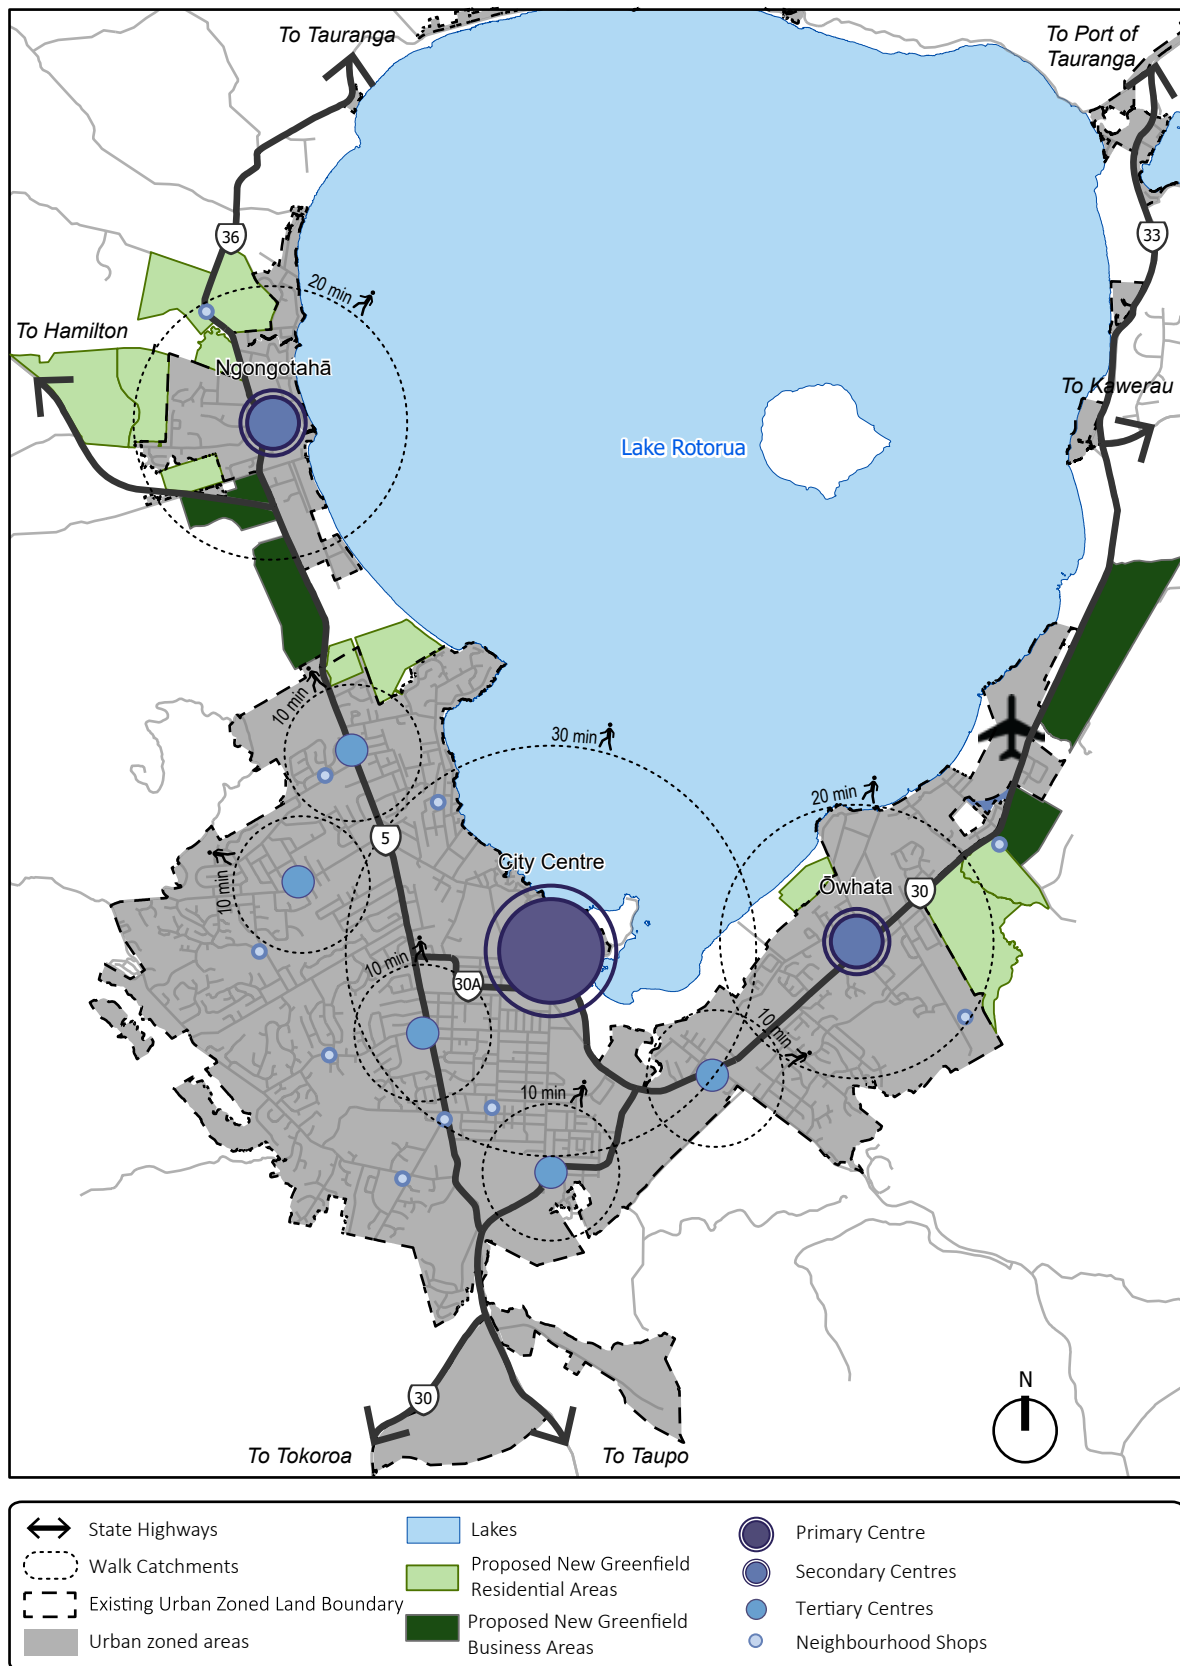 To Tauranga
To Port of
Tauranga
36
33
20 min
To Hamilton
Ngongotahā
To Kawerau
Lake Rotorua
10 min
30 min
20 min
5
City Centre
10 min
Ōwhata
30
10 min
30A
10 min
10 min
N
30
To Tokoroa
To Taupo
State Highways
Walk Catchments
Existing Urban Zoned Land Boundary
Urban zoned areas
Lakes
Proposed New Greenfield
Residential Areas
Proposed New Greenfield
Business Areas
Primary Centre
Secondary Centres
Tertiary Centres
Neighbourhood Shops